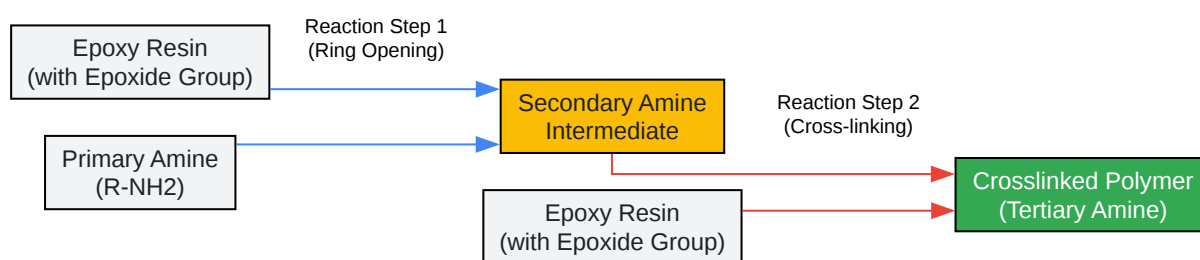 Epoxy Resin
(with Epoxide Group)
Reaction Step 1
(Ring Opening)
Primary Amine
(R-NH2)
Secondary Amine
Intermediate
Reaction Step 2
(Cross-linking)
Epoxy Resin
(with Epoxide Group)
Crosslinked Polymer
(Tertiary Amine)